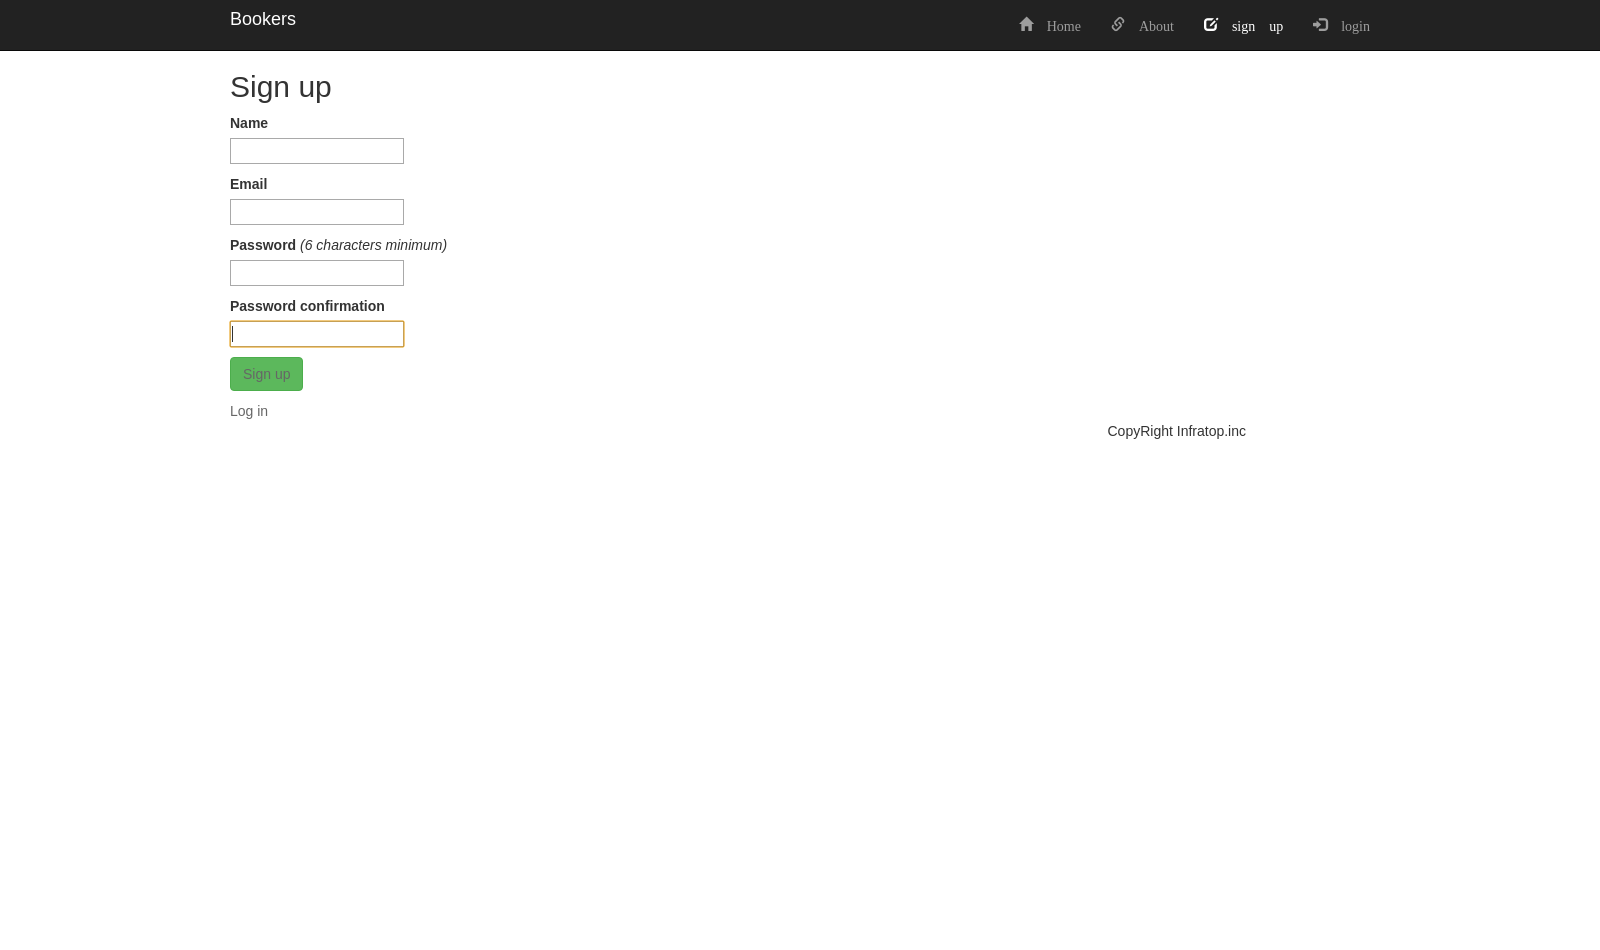 Bookers Home About sign up login
Sign up
Name
Email
Password (6 characters minimum)
Password confirmation
Sign up
Log in
CopyRight Infratop.inc